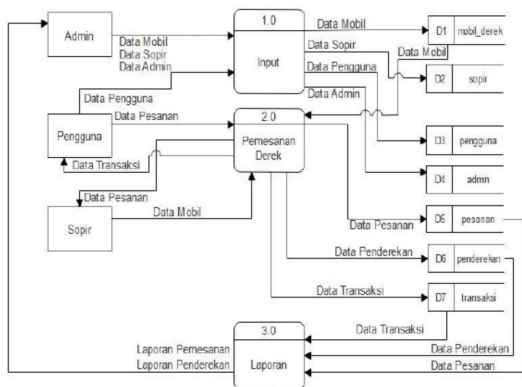 Admin
Data Mobil
Data Sopir
Data Admin
1.0
Input
Data Mobil
Data Sopir
Data Pengguna
Data Admin
D1 mobil_derek
Data Mobil
D2 sopir
Data Pengguna
Pengguna
Data Pesanan
Data Transaksi
2.0
Pemesanan
Derek
D3 pengguna
D4 admn
Data Pesanan
Sopir
Data Mobil
Data Pesanan
D5 pesanan
Data Penderekan
D6 penderekan
Data Transaksi
D7 transaksi
3.0
Laporan
Data Transaksi
Laporan Pemesanan
Laporan Penderekan
Data Penderekan
Data Pesanan